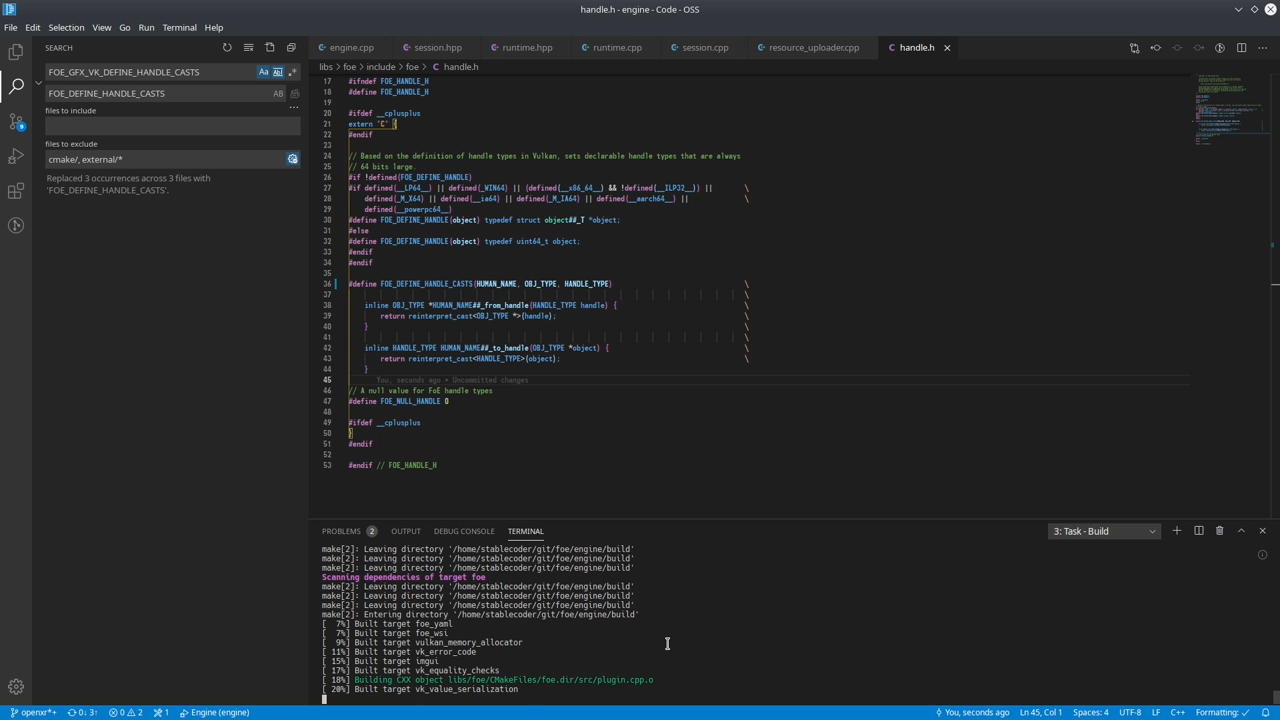 handle.h - engine - Code - OSS
File Edit Selection View Go Run Terminal Help
SEARCH
engine.cpp session.hpp runtime.hpp runtime.cpp session.cpp resource_uploader.cpp handle.h
FOE_GFX_VK_DEFINE_HANDLE_CASTS Aa ab
libs > foe > include > foe > C handle.h
FOE_DEFINE_HANDLE_CASTS AB
files to include
files to exclude
cmake/, external/*
Replaced 3 occurrences across 3 files with
'FOE_DEFINE_HANDLE_CASTS'.
17 #ifndef FOE_HANDLE_H
18 #define FOE_HANDLE_H
19
20 #ifdef __cplusplus
21 extern "C" {
22 #endif
23
24 // Based on the definition of handle types in Vulkan, sets declarable handle types that are always
25 // 64 bits large.
26 #if !defined(FOE_DEFINE_HANDLE)
27 #if defined(__LP64__) || defined(_WIN64) || (defined(__x86_64__) && !defined(__ILP32__)) || \
28 defined(_M_X64) || defined(__ia64) || defined(_M_IA64) || defined(__aarch64__) || \
29 defined(__powerpc64__)
30 #define FOE_DEFINE_HANDLE(object) typedef struct object##_T *object;
31 #else
32 #define FOE_DEFINE_HANDLE(object) typedef uint64_t object;
33 #endif
34 #endif
35
36 #define FOE_DEFINE_HANDLE_CASTS(HUMAN_NAME, OBJ_TYPE, HANDLE_TYPE) \
37 \
38 inline OBJ_TYPE *HUMAN_NAME##_from_handle(HANDLE_TYPE handle) { \
39 return reinterpret_cast<OBJ_TYPE *>(handle); \
40 } \
41 \
42 inline HANDLE_TYPE HUMAN_NAME##_to_handle(OBJ_TYPE *object) { \
43 return reinterpret_cast<HANDLE_TYPE>(object); \
44 }
45 You, seconds ago • Uncommitted changes
46 // A null value for FoE handle types
47 #define FOE_NULL_HANDLE 0
48
49 #ifdef __cplusplus
50 }
51 #endif
52
53 #endif // FOE_HANDLE_H
PROBLEMS 2 OUTPUT DEBUG CONSOLE TERMINAL 3: Task - Build
make[2]: Leaving directory '/home/stablecoder/git/foe/engine/build'
make[2]: Leaving directory '/home/stablecoder/git/foe/engine/build'
make[2]: Leaving directory '/home/stablecoder/git/foe/engine/build'
Scanning dependencies of target foe
make[2]: Leaving directory '/home/stablecoder/git/foe/engine/build'
make[2]: Leaving directory '/home/stablecoder/git/foe/engine/build'
make[2]: Leaving directory '/home/stablecoder/git/foe/engine/build'
make[2]: Entering directory '/home/stablecoder/git/foe/engine/build'
[ 7%] Built target foe_yaml
[ 7%] Built target foe_wsi
[ 9%] Built target vulkan_memory_allocator
[ 11%] Built target vk_error_code
[ 15%] Built target imgui
[ 17%] Built target vk_equality_checks
[ 18%] Building CXX object libs/foe/CMakeFiles/foe.dir/src/plugin.cpp.o
[ 20%] Built target vk_value_serialization
openxr*+ 0↓ 3↑ 0 2 1 Engine (engine) You, seconds ago Ln 45, Col 1 Spaces: 4 UTF-8 LF C++ Formatting: ✓